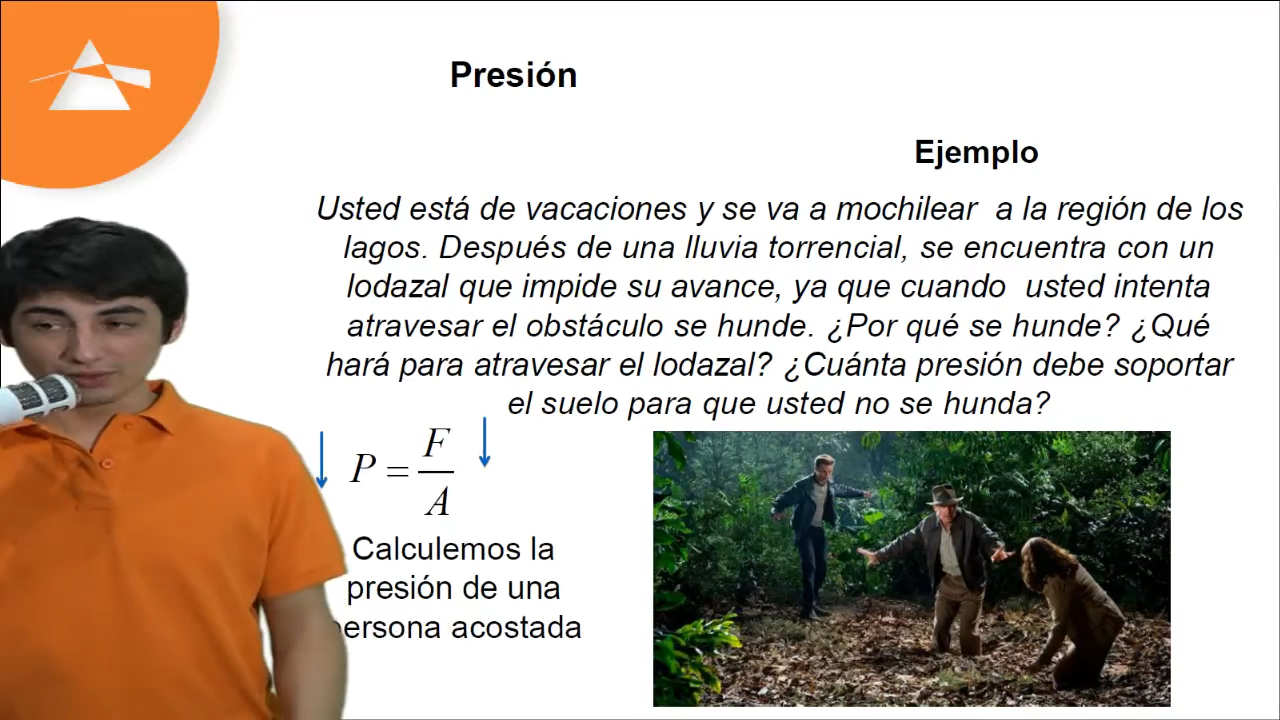 Presión
Ejemplo
Usted está de vacaciones y se va a mochilear a la región de los
lagos. Después de una lluvia torrencial, se encuentra con un
lodazal que impide su avance, ya que cuando usted intenta
atravesar el obstáculo se hunde. ¿Por qué se hunde? ¿Qué
hará para atravesar el lodazal? ¿Cuánta presión debe soportar
el suelo para que usted no se hunda?
P = F / A
Calculemos la
presión de una
ersona acostada